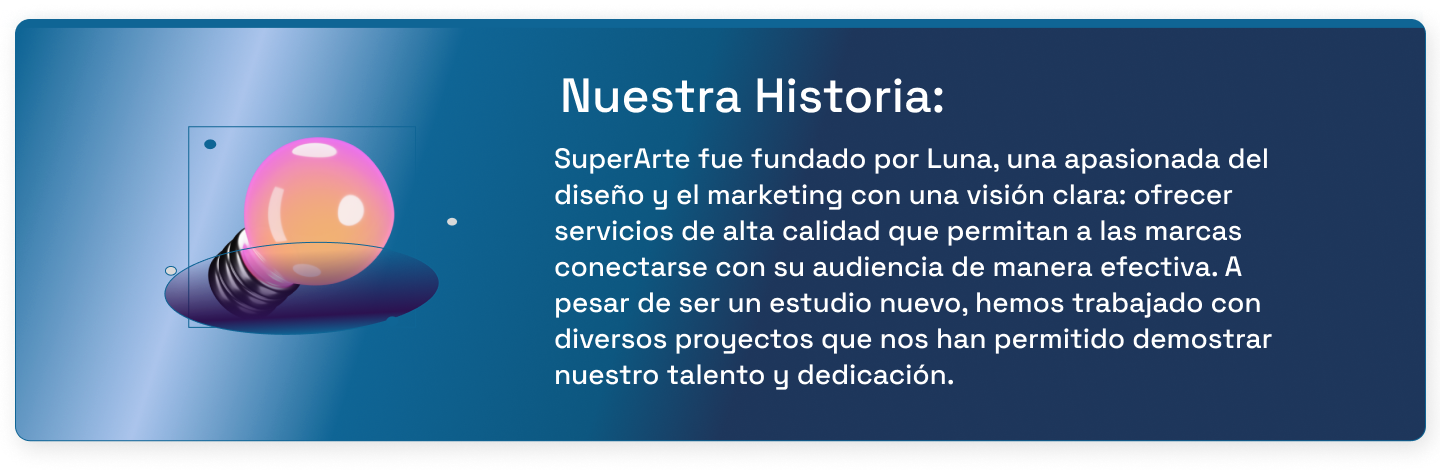 Nuestra Historia:
SuperArte fue fundado por Luna, una apasionada del
diseño y el marketing con una visión clara: ofrecer
servicios de alta calidad que permitan a las marcas
conectarse con su audiencia de manera efectiva. A
pesar de ser un estudio nuevo, hemos trabajado con
diversos proyectos que nos han permitido demostrar
nuestro talento y dedicación.